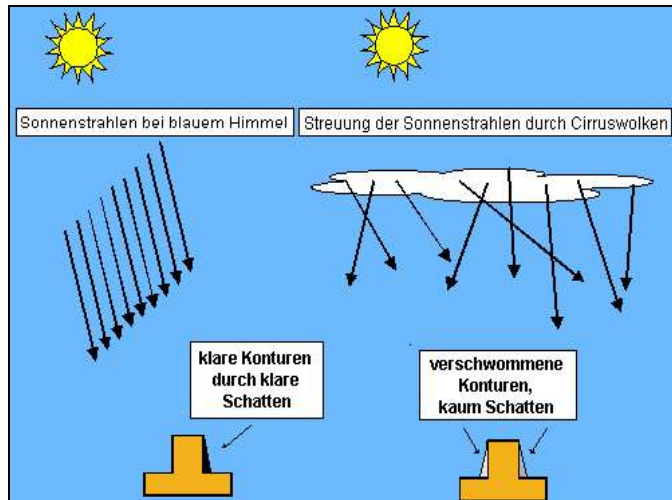 Sonnenstrahlen bei blauem Himmel
Streuung der Sonnenstrahlen durch Cirruswolken
klare Konturen
durch klare
Schatten
verschwommene
Konturen,
kaum Schatten